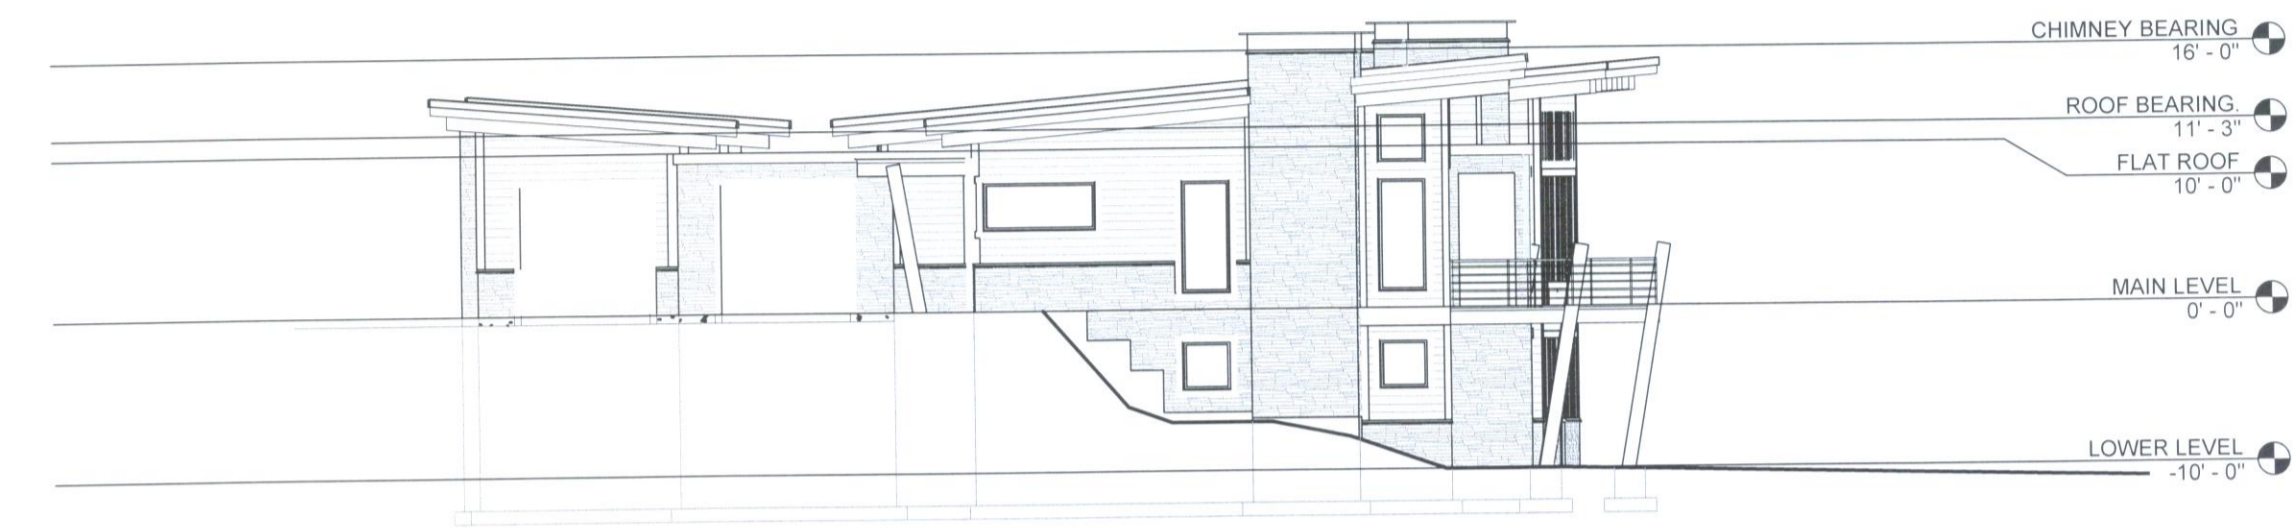 CHIMNEY BEARING
16' - 0"
ROOF BEARING.
11' - 3"
FLAT ROOF
10' - 0"
MAIN LEVEL
0' - 0"
LOWER LEVEL
-10' - 0"